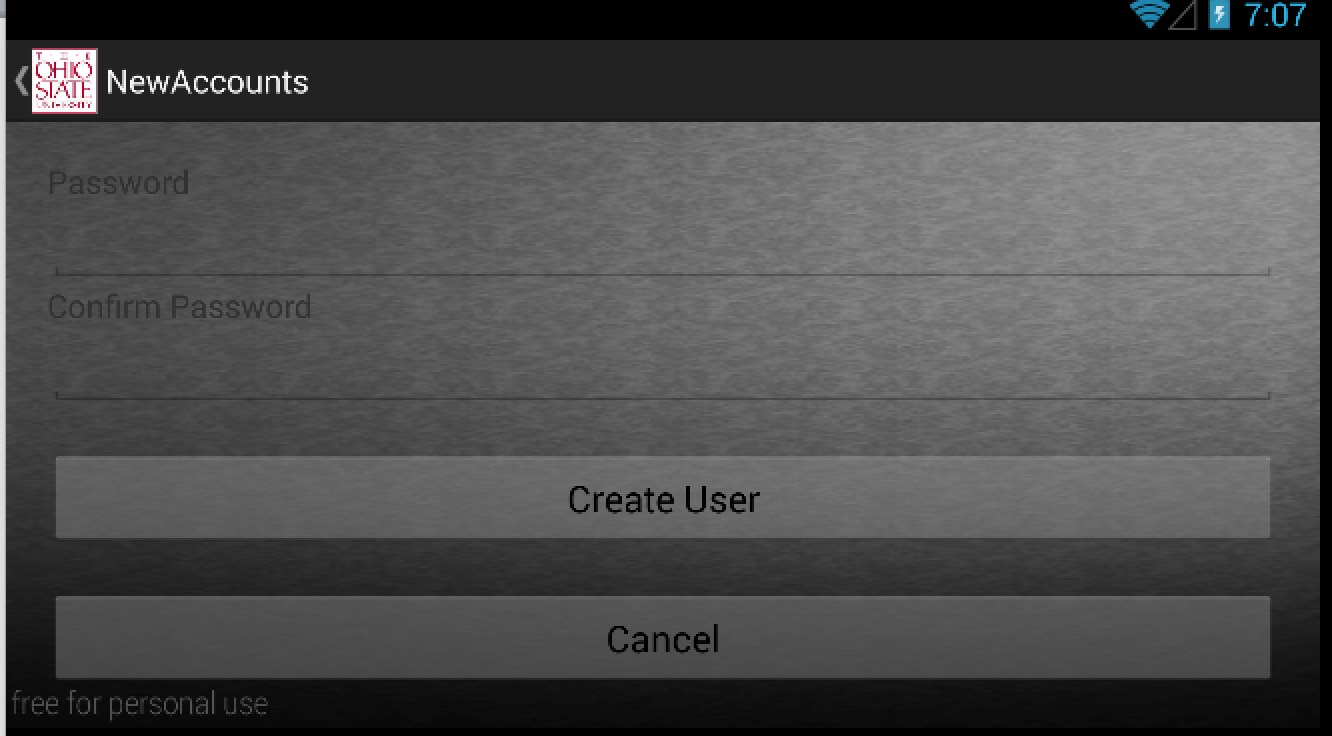 7:07
THE
OHIO
STATE
UNIVERSITY
NewAccounts
Password
Confirm Password
Create User
Cancel
free for personal use